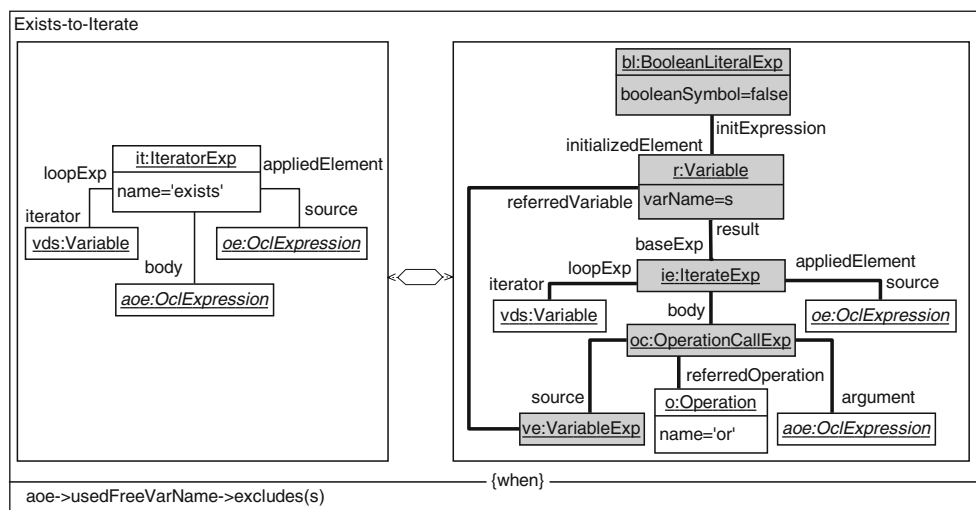 Exists-to-Iterate
it:IteratorExp
name='exists'
loopExp
appliedElement
iterator
source
vds:Variable
oe:OclExpression
body
aoe:OclExpression
bl:BooleanLiteralExp
booleanSymbol=false
initExpression
initializedElement
r:Variable
varName=s
referredVariable
result
baseExp
loopExp
appliedElement
ie:IterateExp
iterator
source
vds:Variable
body
oe:OclExpression
oc:OperationCallExp
referredOperation
source
argument
o:Operation
name='or'
ve:VariableExp
aoe:OclExpression
{when}
aoe->usedFreeVarName->excludes(s)